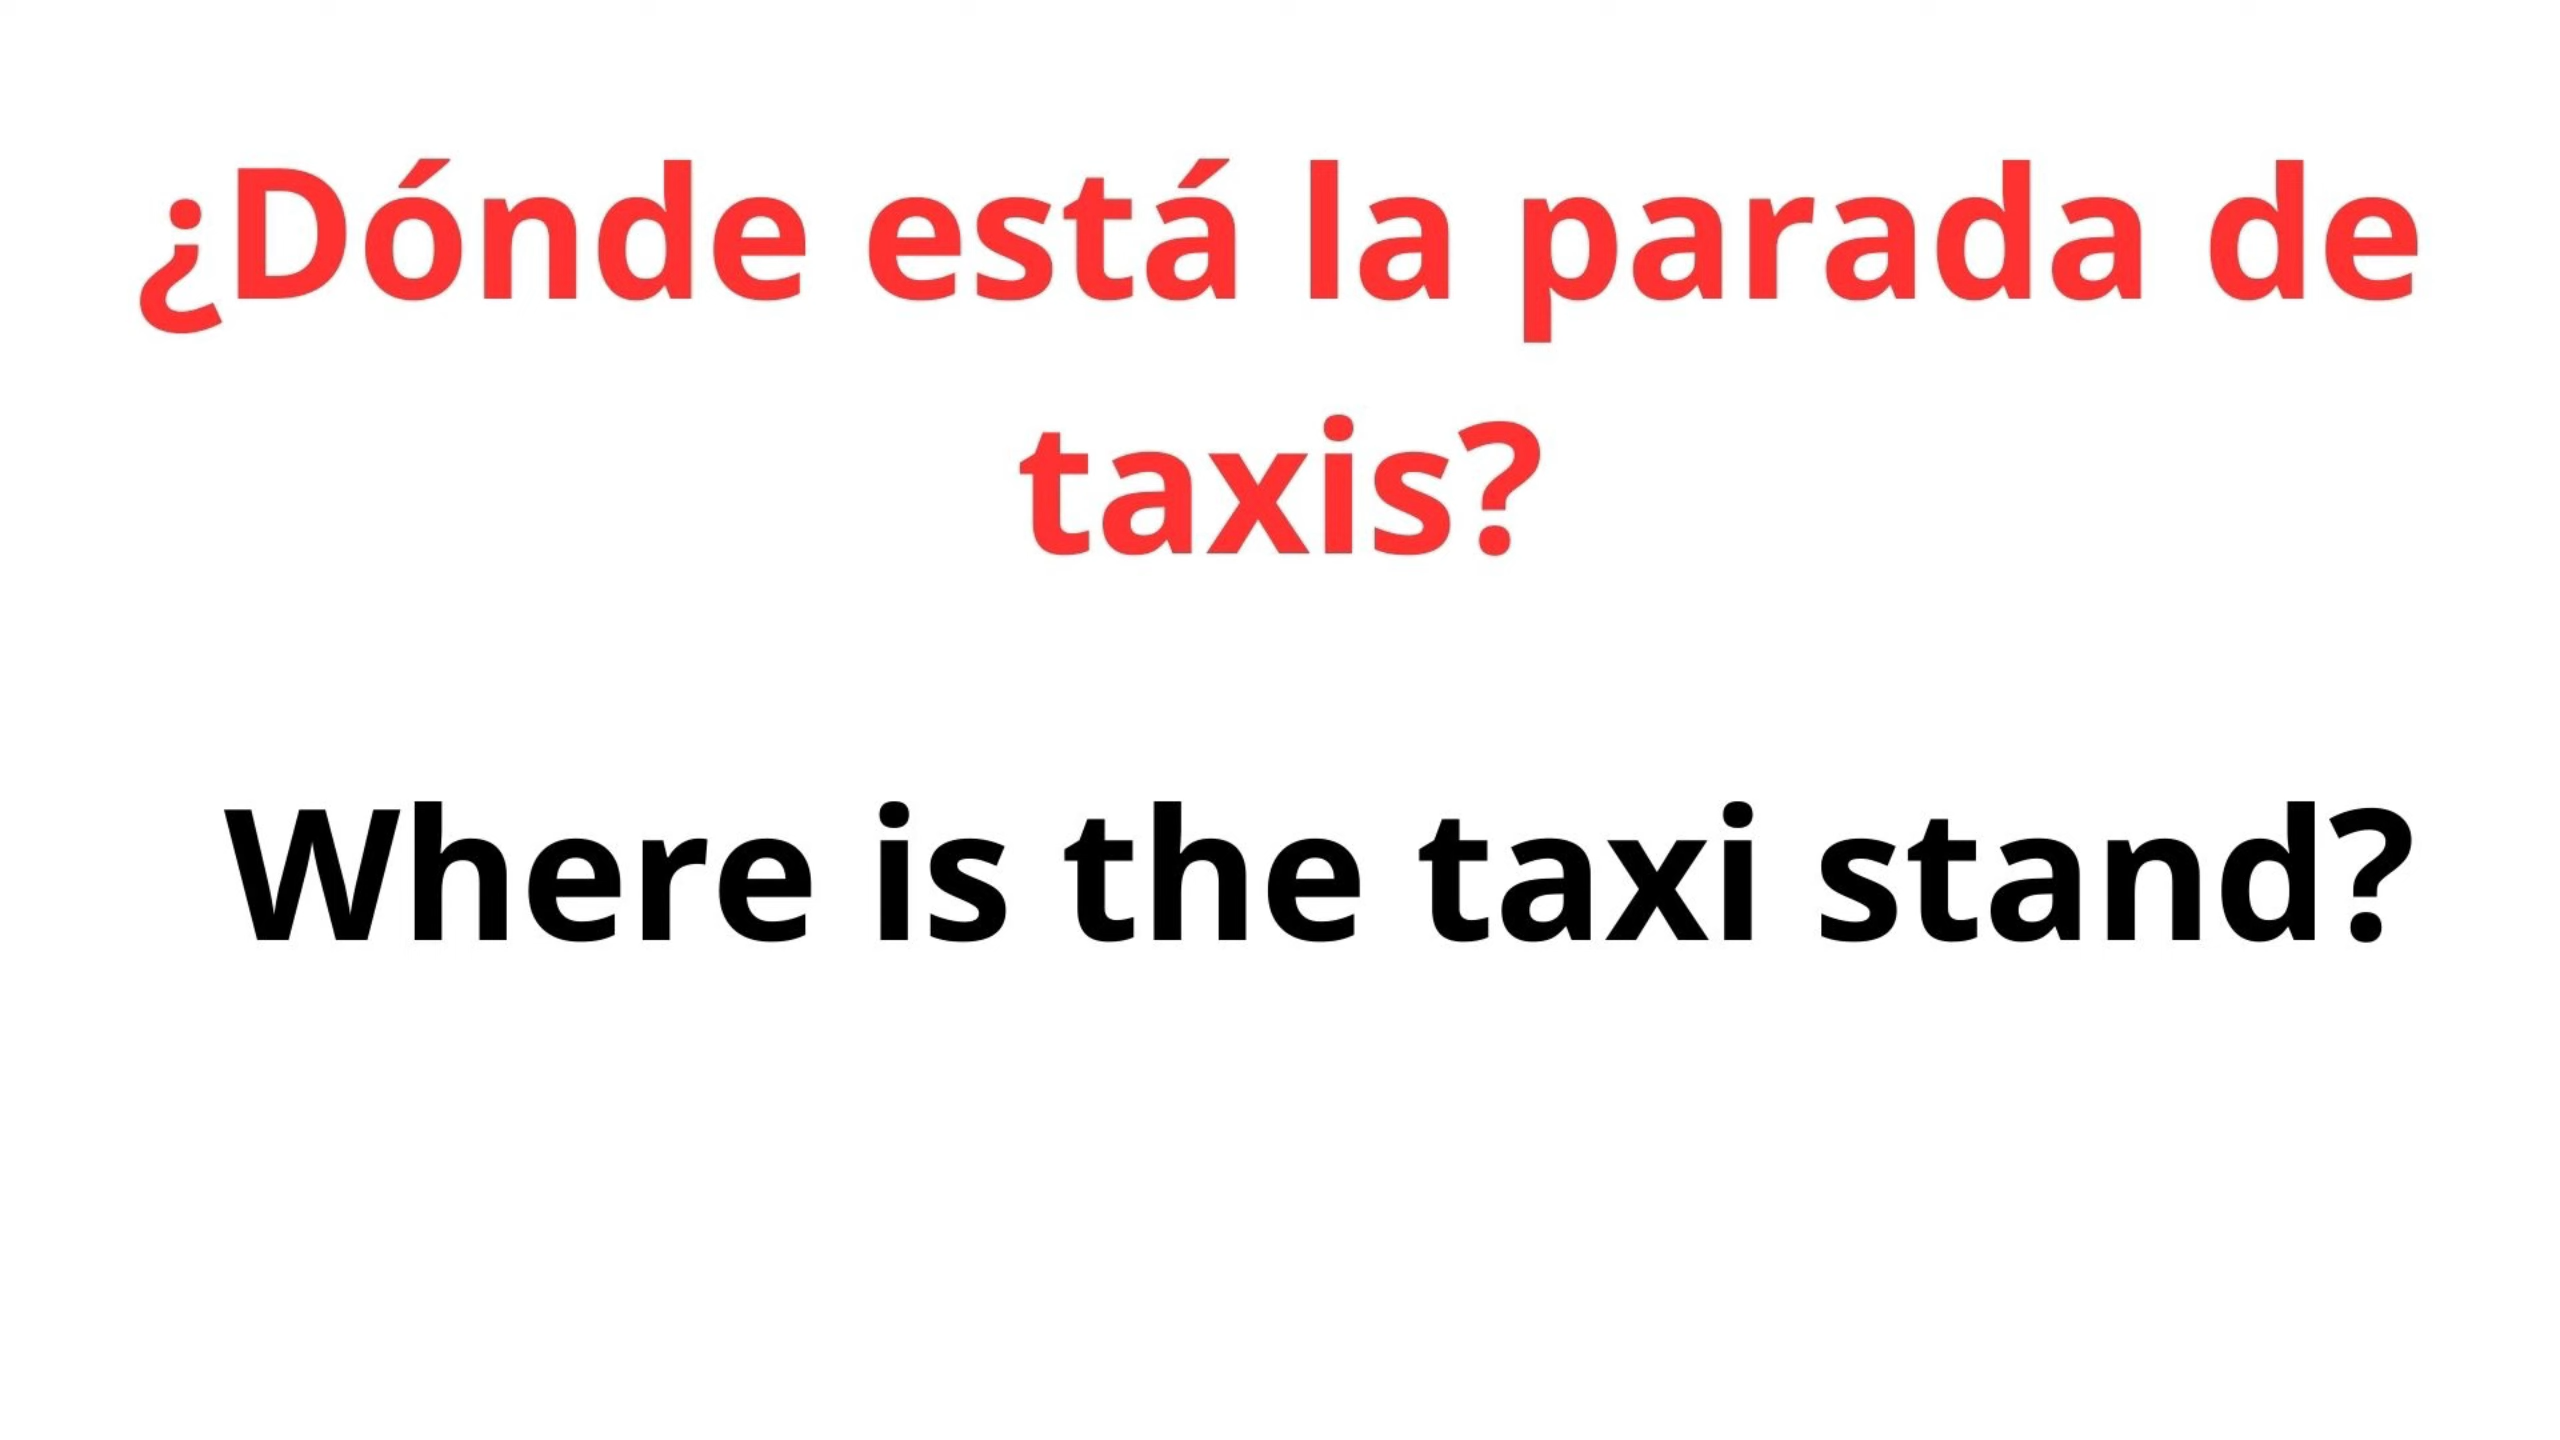 ¿Dónde está la parada de
taxis?
Where is the taxi stand?